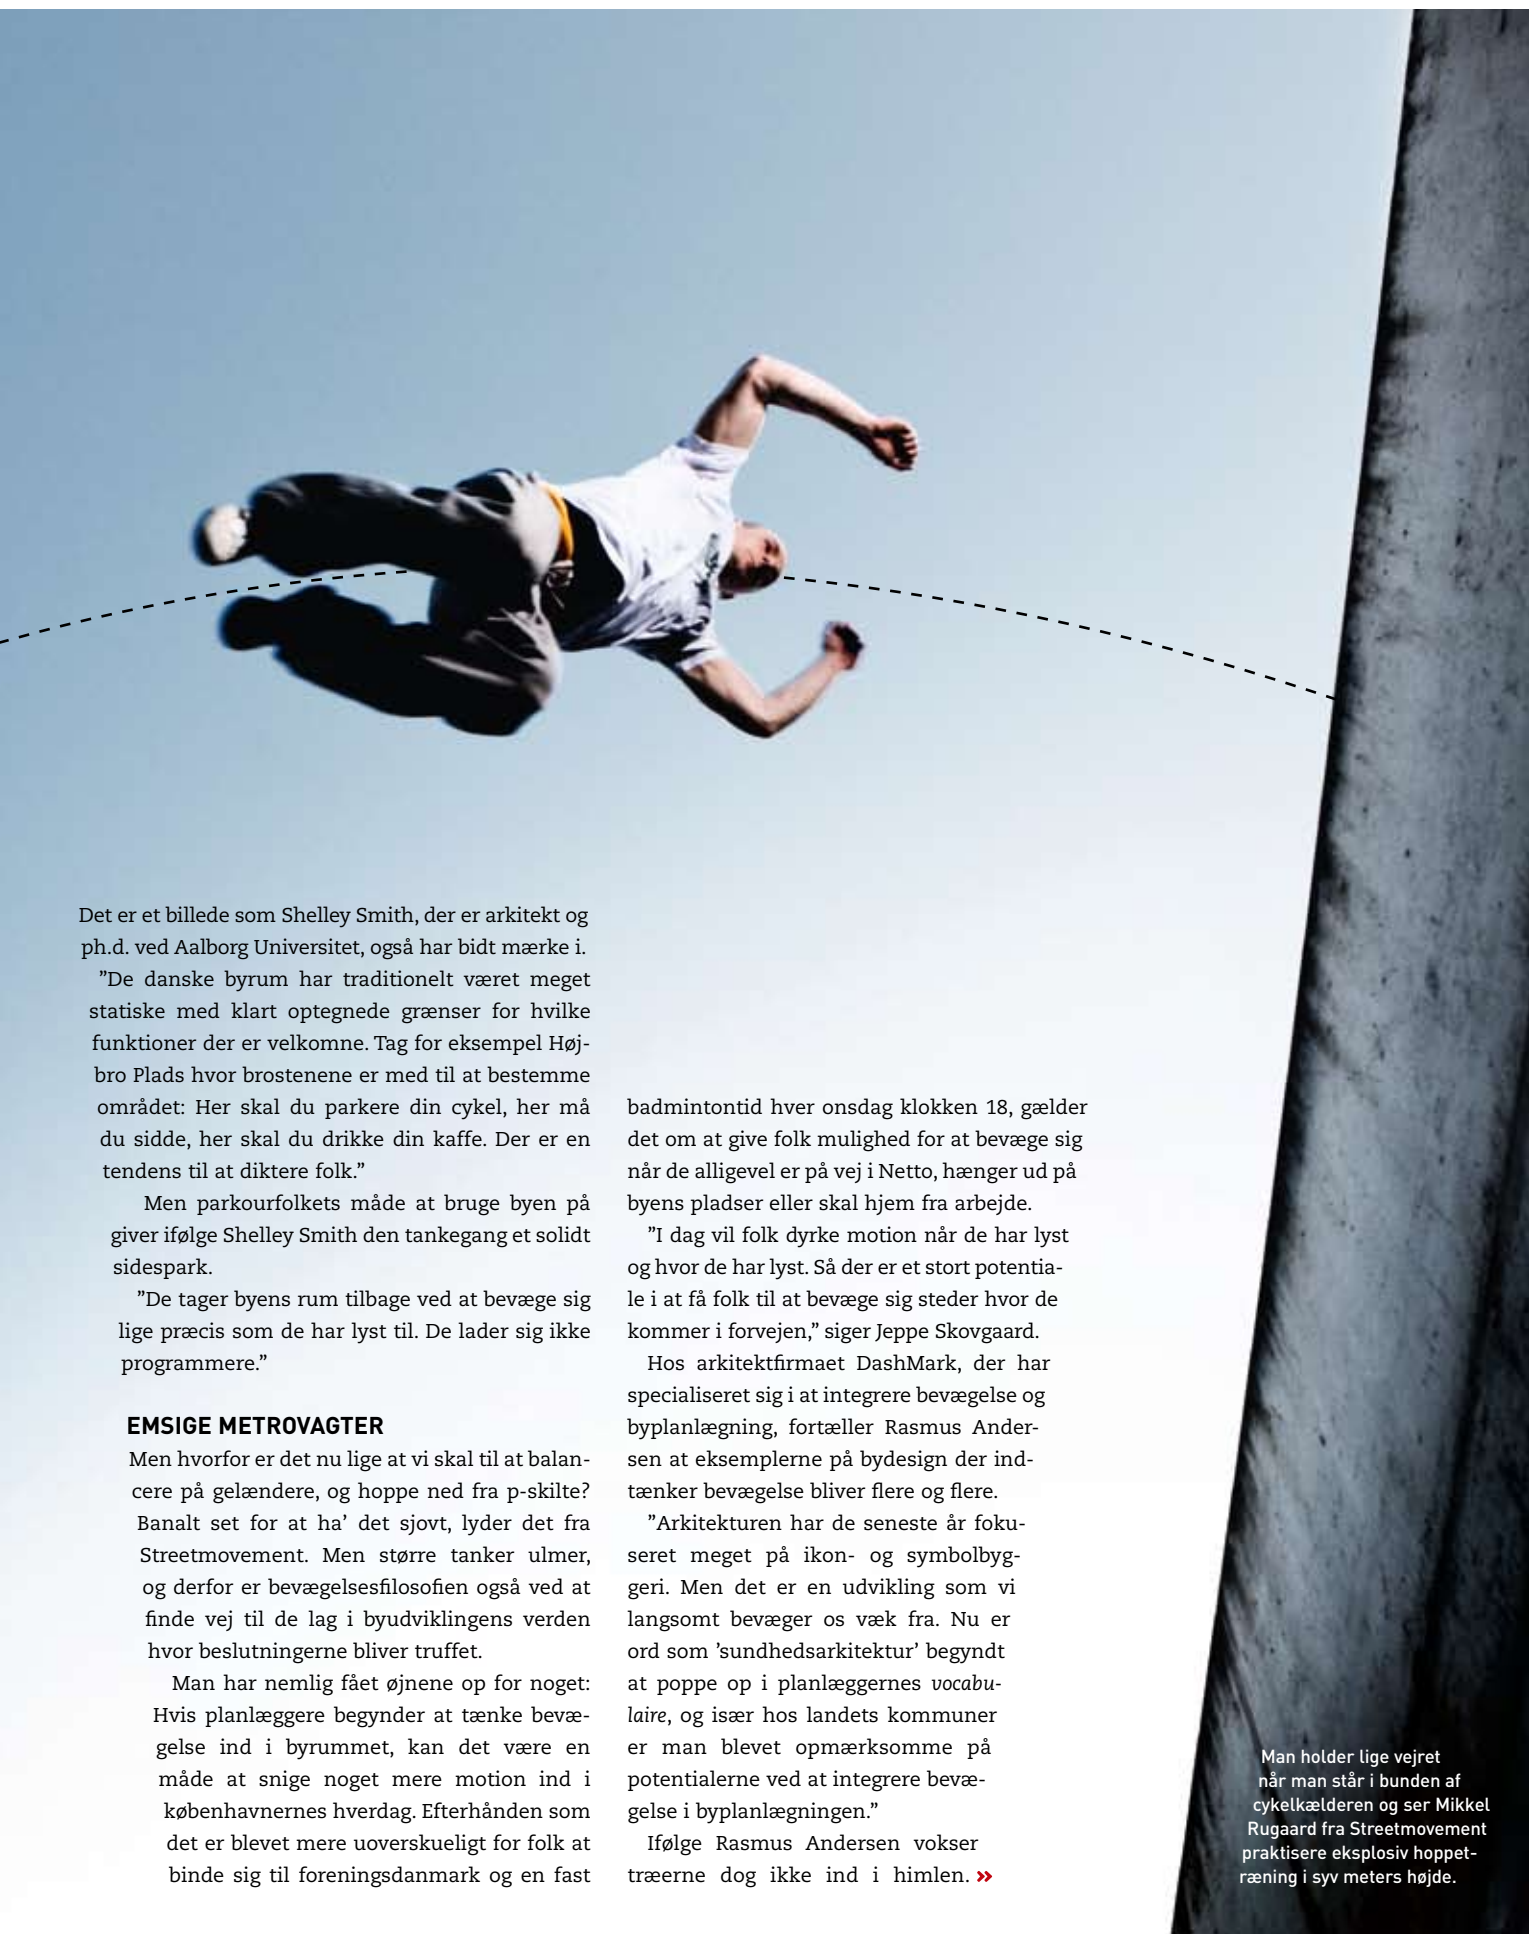 Det er et billede som Shelley Smith, der er arkitekt og
ph.d. ved Aalborg Universitet, også har bidt mærke i.
”De danske byrum har traditionelt været meget
statiske med klart optegnede grænser for hvilke
funktioner der er velkomne. Tag for eksempel Høj-
bro Plads hvor brostenene er med til at bestemme
området: Her skal du parkere din cykel, her må
du sidde, her skal du drikke din kaffe. Der er en
tendens til at diktere folk.”
Men parkourfolkets måde at bruge byen på
giver ifølge Shelley Smith den tankegang et solidt
sidespark.
”De tager byens rum tilbage ved at bevæge sig
lige præcis som de har lyst til. De lader sig ikke
programmere.”
EMSIGE METROVAGTER
Men hvorfor er det nu lige at vi skal til at balan-
cere på gelændere, og hoppe ned fra p-skilte?
Banalt set for at ha’ det sjovt, lyder det fra
Streetmovement. Men større tanker ulmer,
og derfor er bevægelsesfilosofien også ved at
finde vej til de lag i byudviklingens verden
hvor beslutningerne bliver truffet.
Man har nemlig fået øjnene op for noget:
Hvis planlæggere begynder at tænke bevæ-
gelse ind i byrummet, kan det være en
måde at snige noget mere motion ind i
københavnernes hverdag. Efterhånden som
det er blevet mere uoverskueligt for folk at
binde sig til foreningsdanmark og en fast
badmintontid hver onsdag klokken 18, gælder
det om at give folk mulighed for at bevæge sig
når de alligevel er på vej i Netto, hænger ud på
byens pladser eller skal hjem fra arbejde.
”I dag vil folk dyrke motion når de har lyst
og hvor de har lyst. Så der er et stort potentia-
le i at få folk til at bevæge sig steder hvor de
kommer i forvejen,” siger Jeppe Skovgaard.
Hos arkitektfirmaet DashMark, der har
specialiseret sig i at integrere bevægelse og
byplanlægning, fortæller Rasmus Ander-
sen at eksemplerne på bydesign der ind-
tænker bevægelse bliver flere og flere.
”Arkitekturen har de seneste år foku-
seret meget på ikon- og symbolbyg-
geri. Men det er en udvikling som vi
langsomt bevæger os væk fra. Nu er
ord som ’sundhedsarkitektur’ begyndt
at poppe op i planlæggernes vocabu-
laire, og især hos landets kommuner
er man blevet opmærksomme på
potentialerne ved at integrere bevæ-
gelse i byplanlægningen.”
Ifølge Rasmus Andersen vokser
træerne dog ikke ind i himlen. »
Man holder lige vejret
når man står i bunden af
cykelkælderen og ser Mikkel
Rugaard fra Streetmovement
praktisere eksplosiv hoppet-
ræning i syv meters højde.